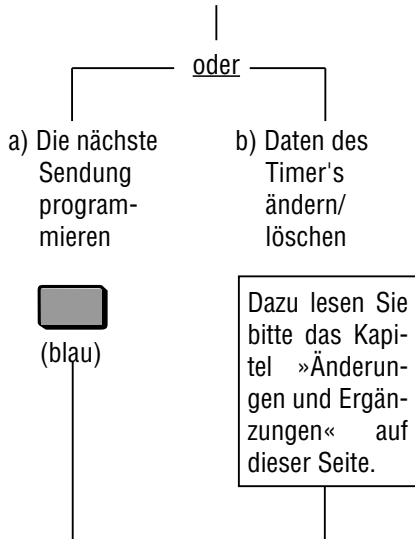 oder
a) Die nächste
Sendung
program-
mieren
(blau)
b) Daten des
Timer's
ändern/
löschen
Dazu lesen Sie
bitte das Kapi-
tel »Änderun-
gen und Ergän-
zungen« auf
dieser Seite.